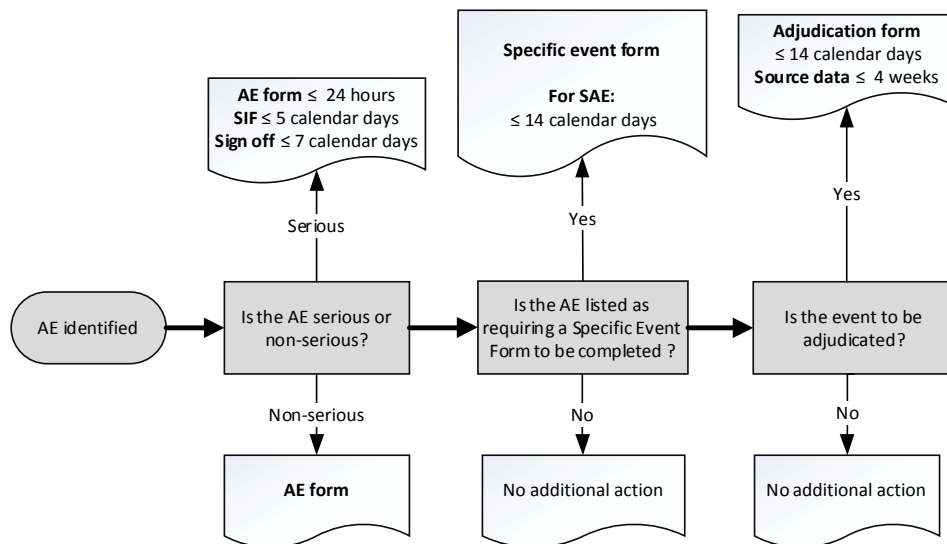 AE form ≤ 24 hours
SIF ≤ 5 calendar days
Sign off ≤ 7 calendar days
Specific event form
For SAE:
≤ 14 calendar days
Adjudication form
≤ 14 calendar days
Source data ≤ 4 weeks
Serious
Yes
Yes
AE identified
Is the AE serious or
non-serious?
Is the AE listed as
requiring a Specific Event
Form to be completed ?
Is the event to be
adjudicated?
Non-serious
No
No
AE form
No additional action
No additional action